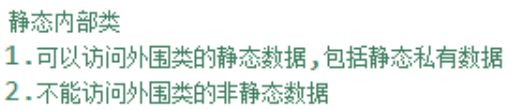 静态内部类
1.可以访问外围类的静态数据,包括静态私有数据
2.不能访问外围类的非静态数据